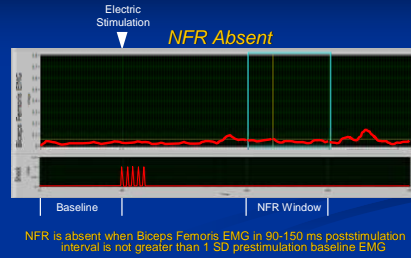 Electric
Stimulation
NFR Absent
Biceps Femoris EMG
Shock
Baseline
NFR Window
NFR is absent when Biceps Femoris EMG in 90-150 ms poststimulation
interval is not greater than 1 SD prestimulation baseline EMG